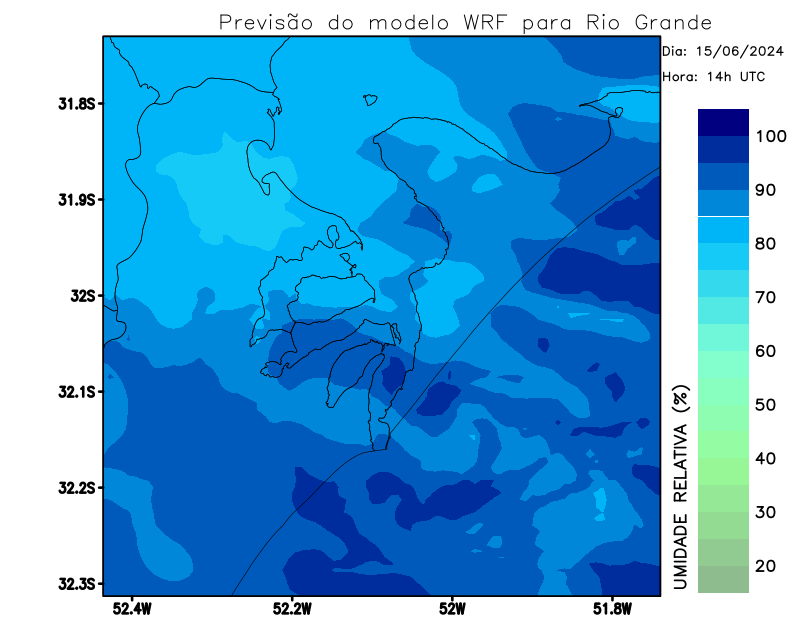 Previsão do modelo WRF para Rio Grande
Dia: 15/06/2024
Hora: 14h UTC
31.8S
31.9S
32S
32.1S
32.2S
32.3S
52.4W
52.2W
52W
51.8W
100
90
80
70
60
50
40
30
20
UMIDADE RELATIVA (%)